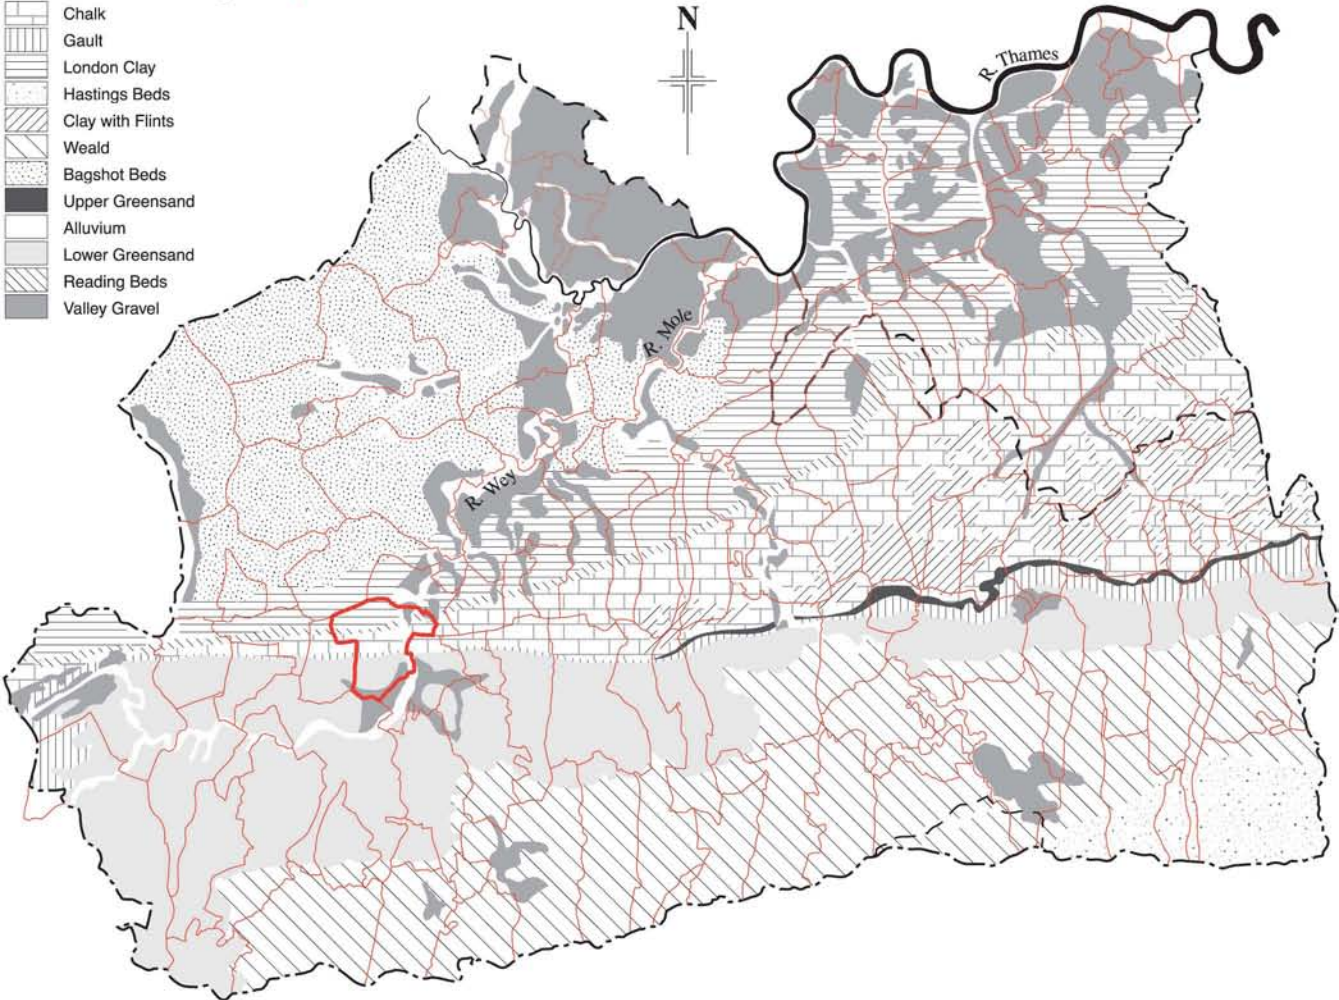 Chalk
Gault
London Clay
Hastings Beds
Clay with Flints
Weald
Bagshot Beds
Upper Greensand
Alluvium
Lower Greensand
Reading Beds
Valley Gravel
N
R. Thames
R. Mole
R. Wey